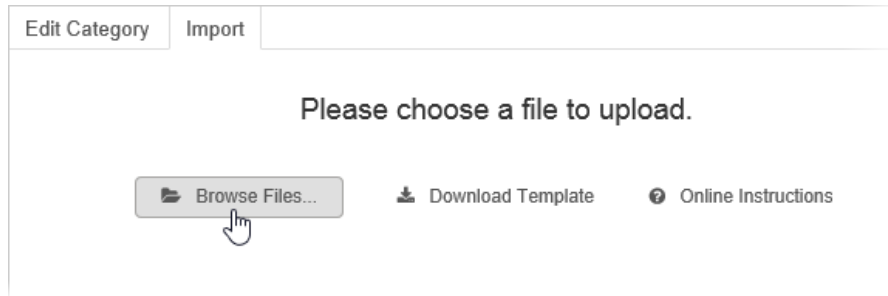 Edit Category Import
Please choose a file to upload.
Browse Files... Download Template Online Instructions